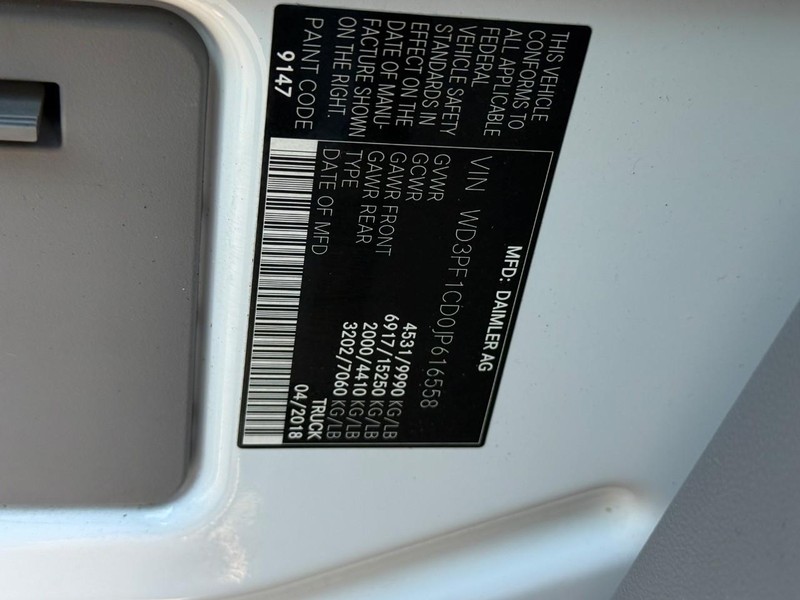 THIS VEHICLE
CONFORMS TO
ALL APPLICABLE
FEDERAL
VEHICLE SAFETY
STANDARDS IN
EFFECT ON THE
DATE OF MANU-
FACTURE SHOWN
ON THE RIGHT.
PAINT CODE
9147
MFD: DAIMLER AG
VIN WD3PF1CD0JP616558
GVWR 4531/9990 KG/LB
GCWR 6917/15250 KG/LB
GAWR FRONT 2000/4410 KG/LB
GAWR REAR 3202/7060 KG/LB
TYPE TRUCK
DATE OF MFD 04/2018